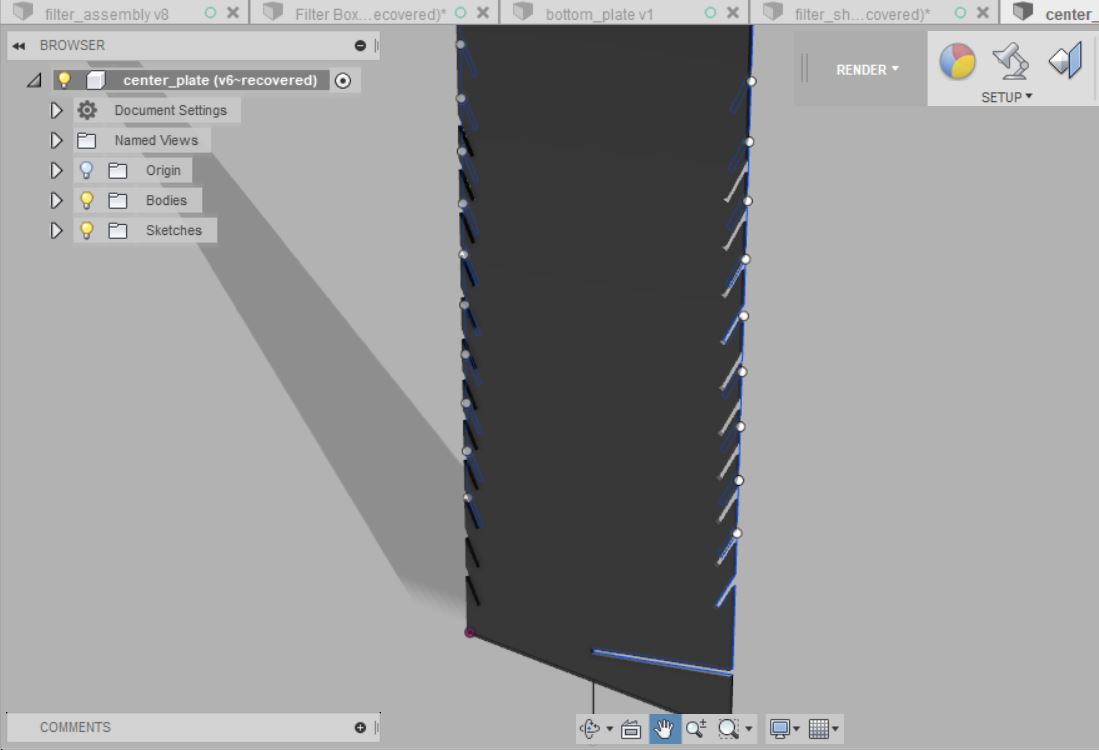 filter_assembly v8
Filter Box...ecovered)*
bottom_plate v1
filter_sh...covered)*
center_
BROWSER
center_plate (v6~recovered)
Document Settings
Named Views
Origin
Bodies
Sketches
RENDER
SETUP
COMMENTS